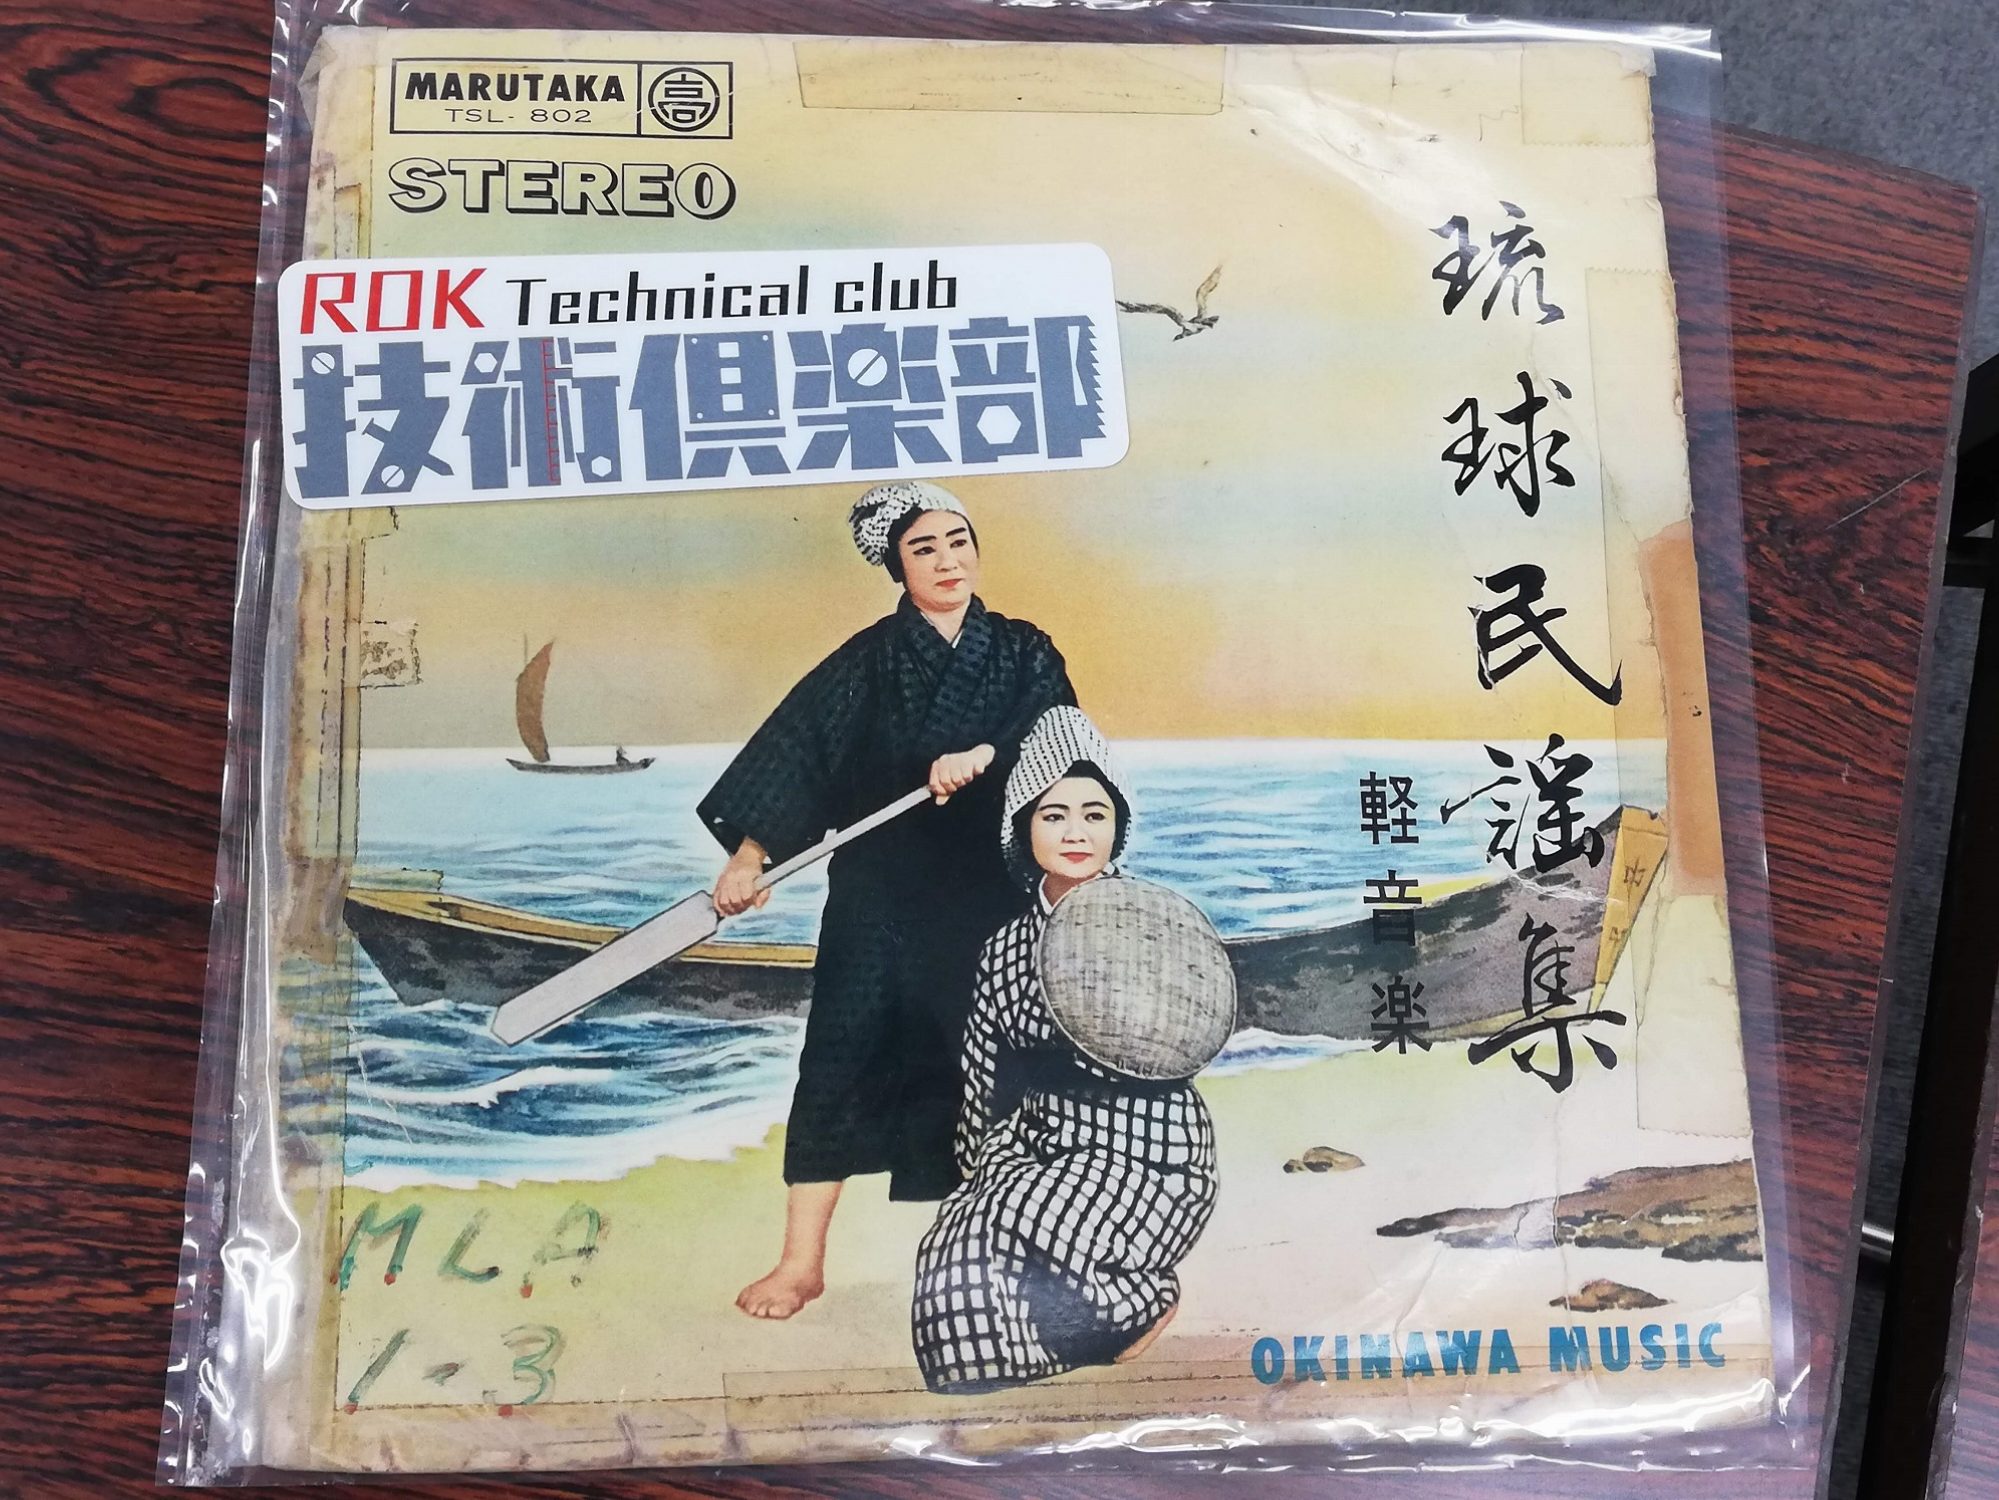 MARUTAKA
TSL- 802
高
STEREO
ROK Technical club
技術倶楽部
琉球民謡集
軽音楽
MLA
1-3
OKINAWA MUSIC